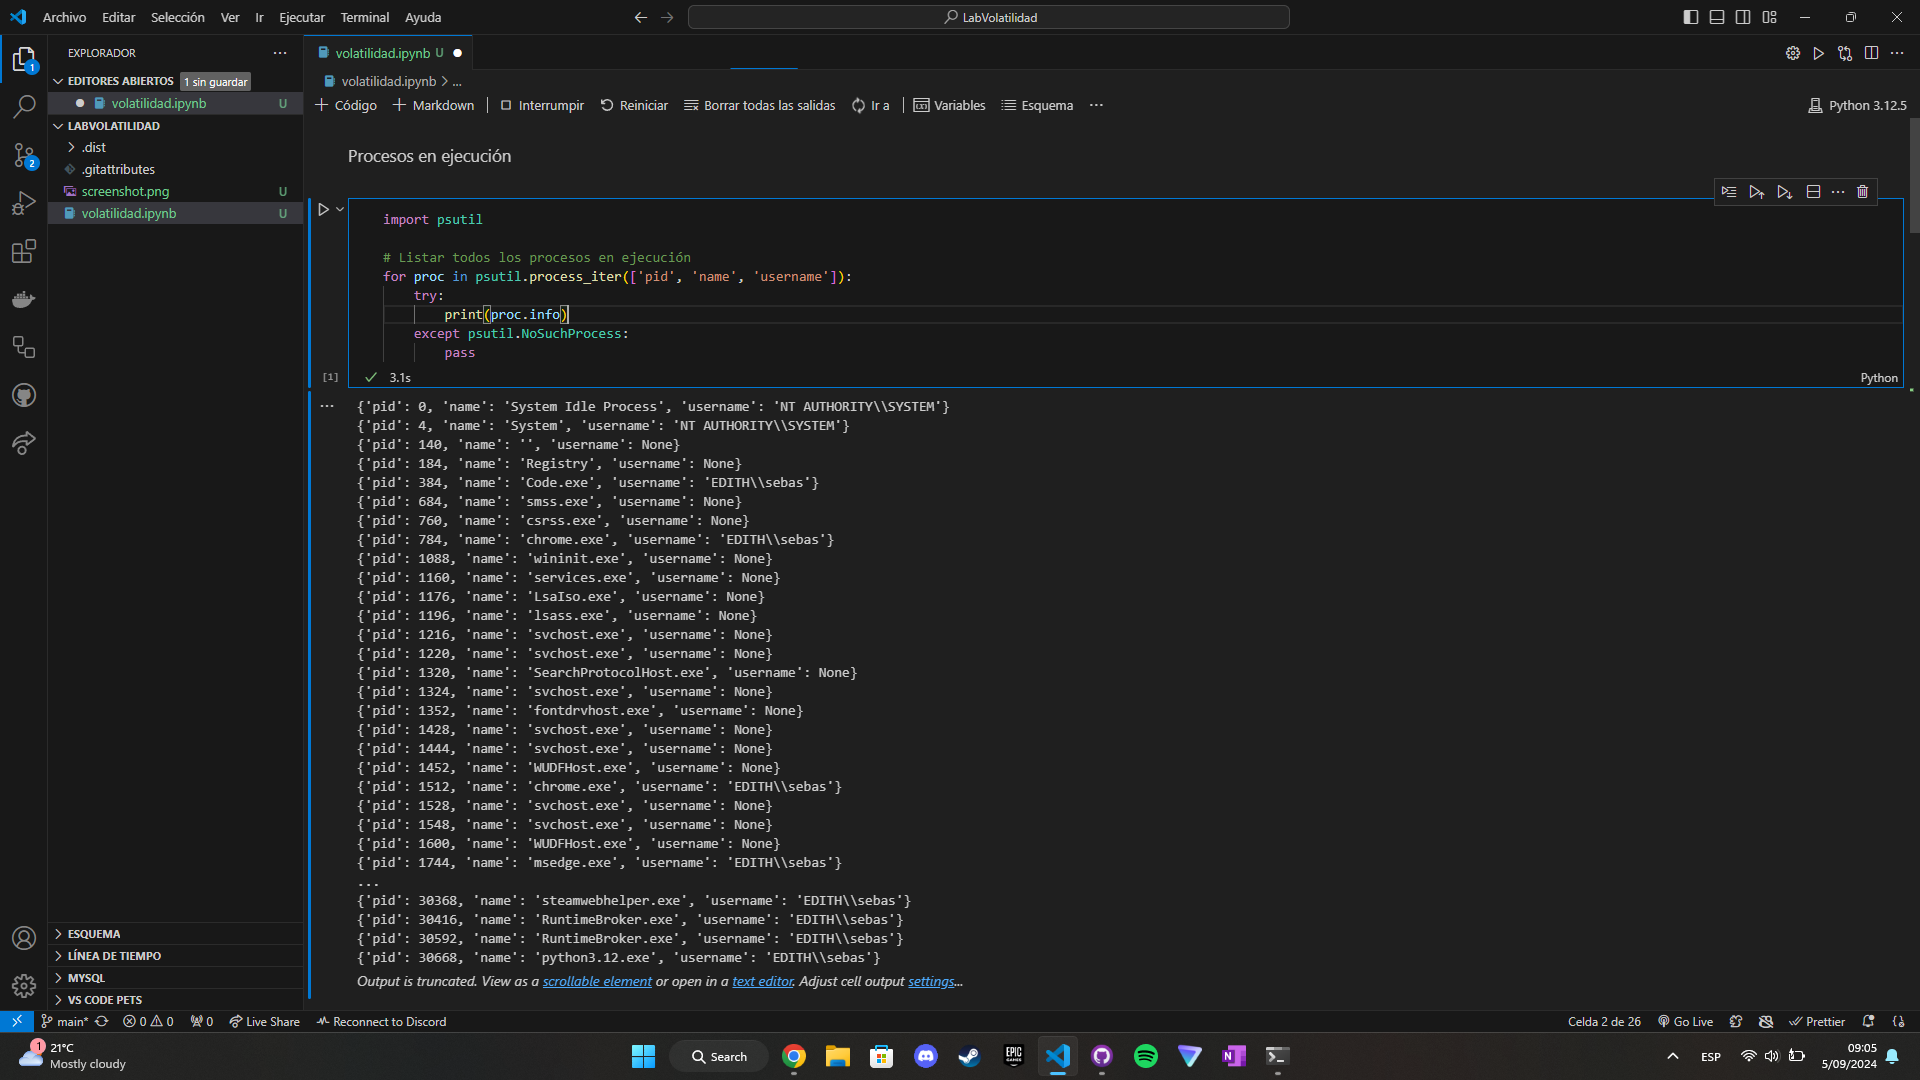 Archivo Editar Selección Ver Ir Ejecutar Terminal Ayuda
LabVolatilidad
EXPLORADOR
EDITORES ABIERTOS 1 sin guardar
volatilidad.ipynb U
LABVOLATILIDAD
.dist
.gitattributes
screenshot.png U
volatilidad.ipynb U
ESQUEMA
LÍNEA DE TIEMPO
MYSQL
VS CODE PETS
1
2
volatilidad.ipynb U
volatilidad.ipynb > ...
Código Markdown Interrumpir Reiniciar Borrar todas las salidas Ir a Variables Esquema ... Python 3.12.5
Procesos en ejecución
import psutil
# Listar todos los procesos en ejecución
for proc in psutil.process_iter(['pid', 'name', 'username']):
try:
print(proc.info)
except psutil.NoSuchProcess:
pass
[1] 3.1s Python
{'pid': 0, 'name': 'System Idle Process', 'username': 'NT AUTHORITY\\SYSTEM'}
{'pid': 4, 'name': 'System', 'username': 'NT AUTHORITY\\SYSTEM'}
{'pid': 140, 'name': '', 'username': None}
{'pid': 184, 'name': 'Registry', 'username': None}
{'pid': 384, 'name': 'Code.exe', 'username': 'EDITH\\sebas'}
{'pid': 684, 'name': 'smss.exe', 'username': None}
{'pid': 760, 'name': 'csrss.exe', 'username': None}
{'pid': 784, 'name': 'chrome.exe', 'username': 'EDITH\\sebas'}
{'pid': 1088, 'name': 'wininit.exe', 'username': None}
{'pid': 1160, 'name': 'services.exe', 'username': None}
{'pid': 1176, 'name': 'LsaIso.exe', 'username': None}
{'pid': 1196, 'name': 'lsass.exe', 'username': None}
{'pid': 1216, 'name': 'svchost.exe', 'username': None}
{'pid': 1220, 'name': 'svchost.exe', 'username': None}
{'pid': 1320, 'name': 'SearchProtocolHost.exe', 'username': None}
{'pid': 1324, 'name': 'svchost.exe', 'username': None}
{'pid': 1352, 'name': 'fontdrvhost.exe', 'username': None}
{'pid': 1428, 'name': 'svchost.exe', 'username': None}
{'pid': 1444, 'name': 'svchost.exe', 'username': None}
{'pid': 1452, 'name': 'WUDFHost.exe', 'username': None}
{'pid': 1512, 'name': 'chrome.exe', 'username': 'EDITH\\sebas'}
{'pid': 1528, 'name': 'svchost.exe', 'username': None}
{'pid': 1548, 'name': 'svchost.exe', 'username': None}
{'pid': 1600, 'name': 'WUDFHost.exe', 'username': None}
{'pid': 1744, 'name': 'msedge.exe', 'username': 'EDITH\\sebas'}
...
{'pid': 30368, 'name': 'steamwebhelper.exe', 'username': 'EDITH\\sebas'}
{'pid': 30416, 'name': 'RuntimeBroker.exe', 'username': 'EDITH\\sebas'}
{'pid': 30592, 'name': 'RuntimeBroker.exe', 'username': 'EDITH\\sebas'}
{'pid': 30668, 'name': 'python3.12.exe', 'username': 'EDITH\\sebas'}
Output is truncated. View as a scrollable element or open in a text editor. Adjust cell output settings...
main* 0 0 0 Live Share Reconnect to Discord Celda 2 de 26 Go Live Prettier
1
21°C
Mostly cloudy
Search
EPIC GAMES
ESP
09:05
5/09/2024